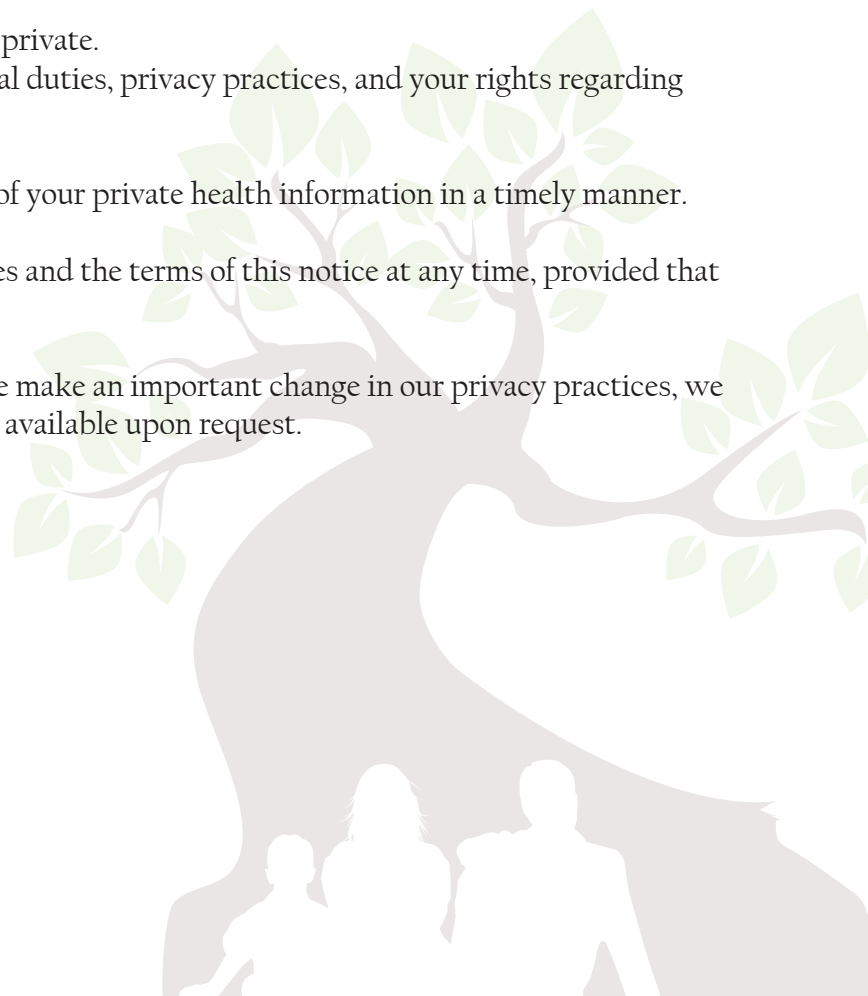 private.
al duties, privacy practices, and your rights regarding
of your private health information in a timely manner.
es and the terms of this notice at any time, provided that
e make an important change in our privacy practices, we
available upon request.